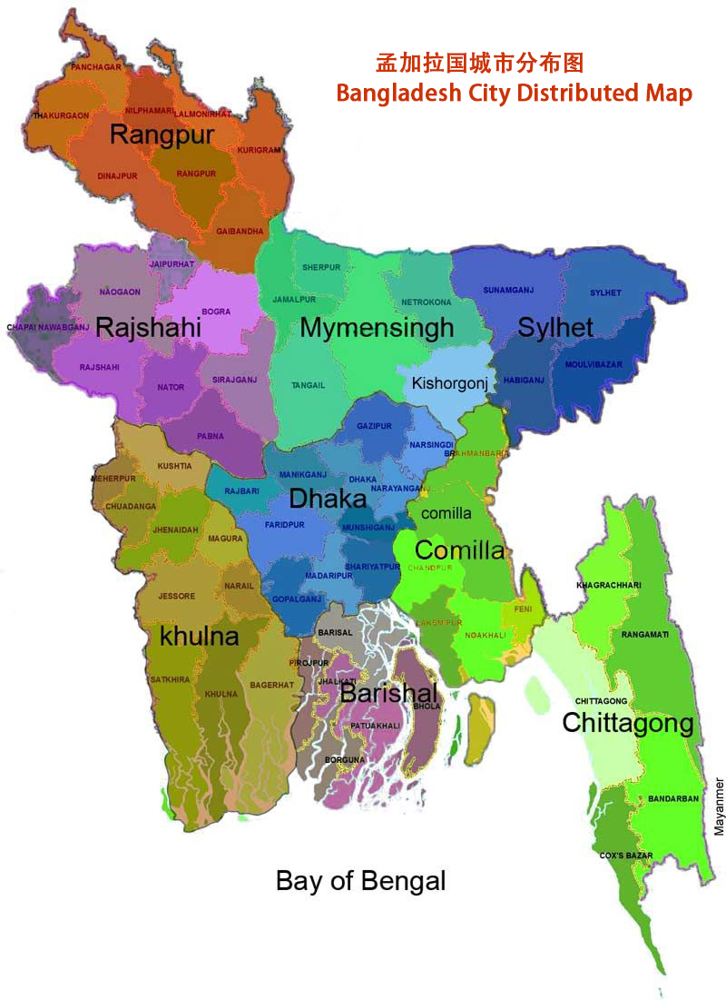 孟加拉国城市分布图
Bangladesh City Distributed Map
PANCHAGAR
THAKURGAON
NILPHAMARI
LALMONIRHAT
Rangpur
KURIGRAM
DINAJPUR
RANGPUR
GAIBANDHA
JAIPURHAT
SHERPUR
NAOGAON
SUNAMGANJ
SYLHET
JAMALPUR
NETROKONA
BOGRA
CHAPAI NAWABGANJ
Rajshahi
Mymensingh
Sylhet
RAJSHAHI
MOULVIBAZAR
SIRAJGANJ
HABIGANJ
NATOR
TANGAIL
Kishorgonj
GAZIPUR
PABNA
NARSINGDI
BRAHMANBARIA
KUSHTIA
MEHERPUR
MANIKGANJ
DHAKA
RAJBARI
NARAYANGANJ
Dhaka
CHUADANGA
comilla
FARIDPUR
MUNSHIGANJ
JHENAIDAH
MAGURA
Comilla
SHARIYATPUR
CHANDPUR
MADARIPUR
NARAIL
KHAGRACHHARI
JESSORE
GOPALGANJ
FENI
LAKSMIPUR
BARISAL
NOAKHALI
RANGAMATI
khulna
PIROJPUR
SATKHIRA
JHALKATI
BAGERHAT
KHULNA
Barishal
CHITTAGONG
BHOLA
Chittagong
PATUAKHALI
BORGUNA
BANDARBAN
Mayanmer
COX'S BAZAR
Bay of Bengal